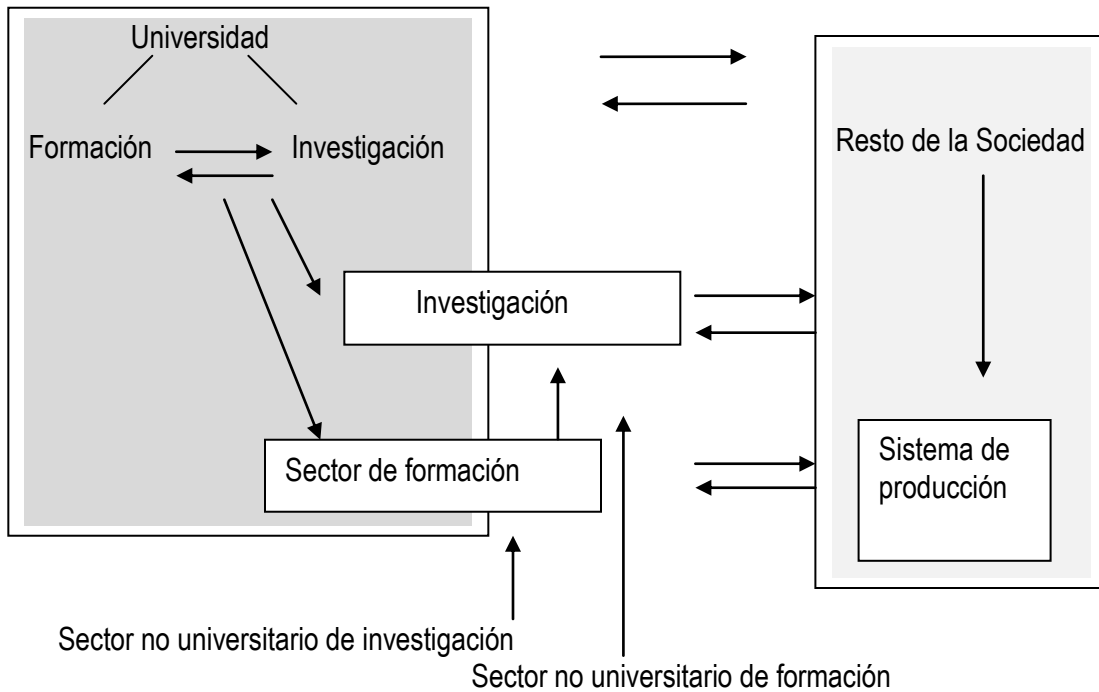 Universidad
Formación
Investigación
Resto de la Sociedad
Investigación
Sector de formación
Sistema de
producción
Sector no universitario de investigación
Sector no universitario de formación